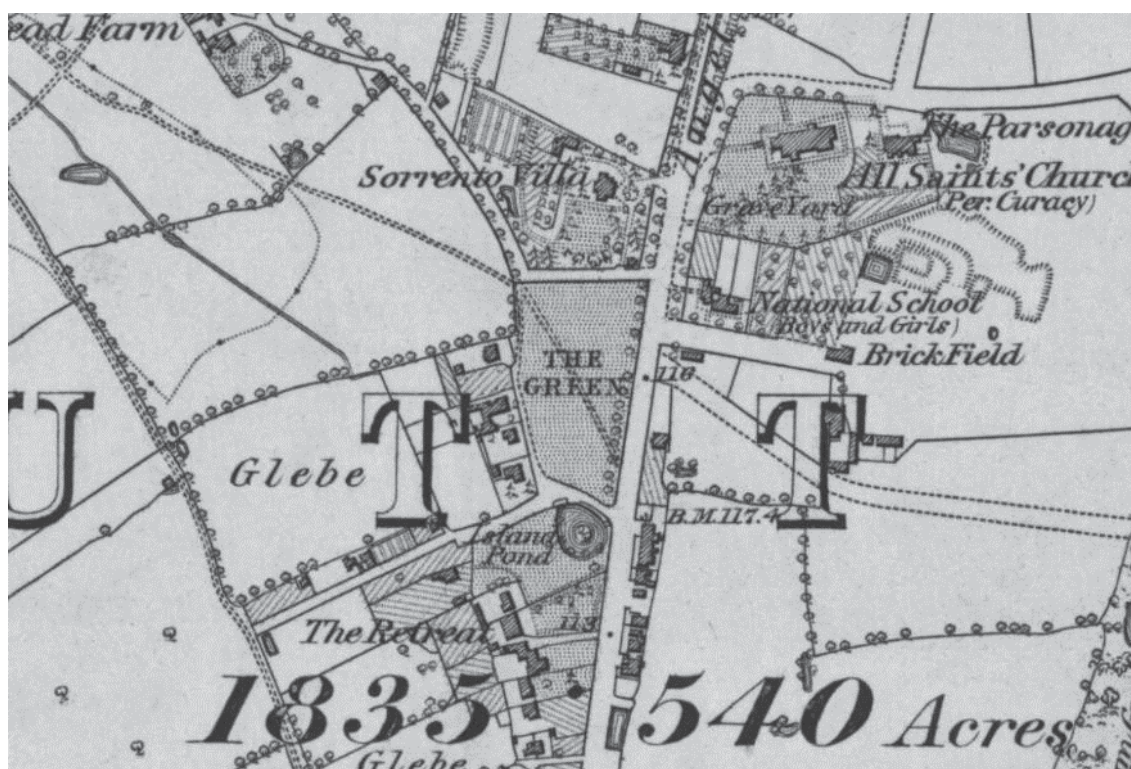 ead Farm
The Parsonag
Sorrento Villa
All Saints' Church
(Per. Curacy)
Grave Yard
National School
(Boys and Girls)
Brick Field
THE
GREEN
116
U T T
Glebe
B.M.117.4
Island
Pond
The Retreat
113
1835 · 540 Acres
Glebe